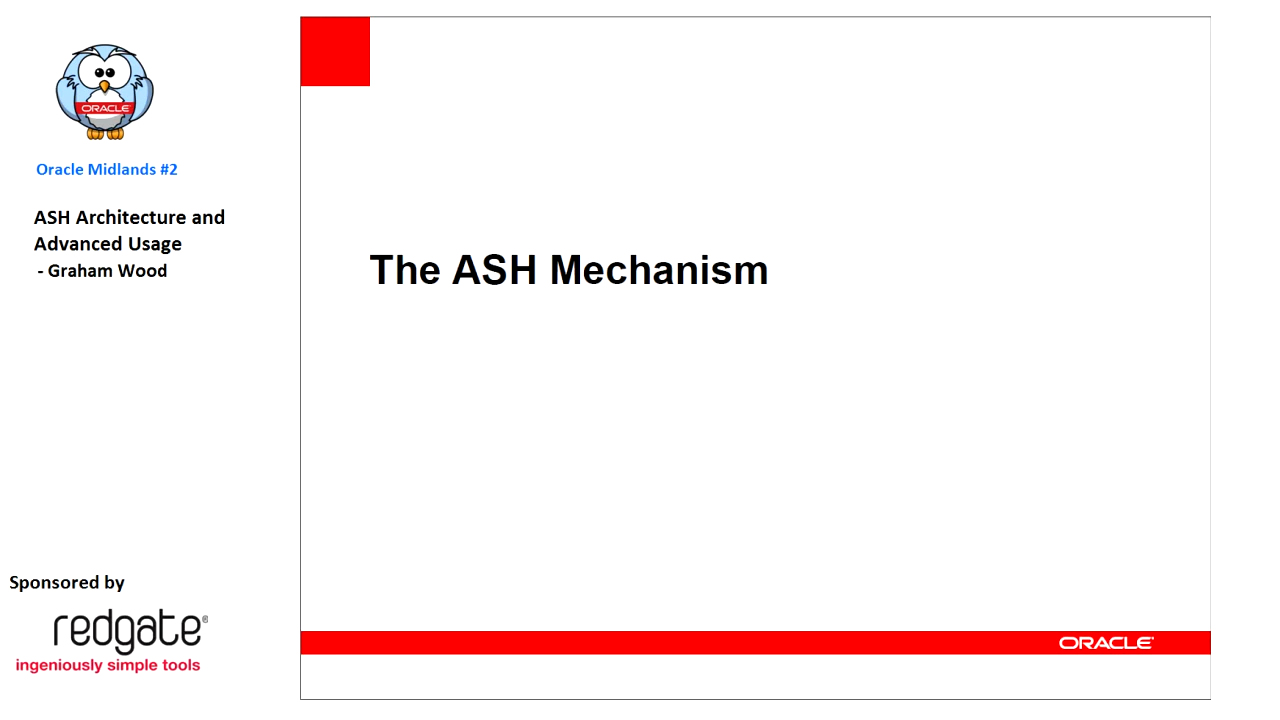 ORACLE
Oracle Midlands #2
ASH Architecture and
Advanced Usage
- Graham Wood
The ASH Mechanism
Sponsored by
redgate®
ingeniously simple tools
ORACLE